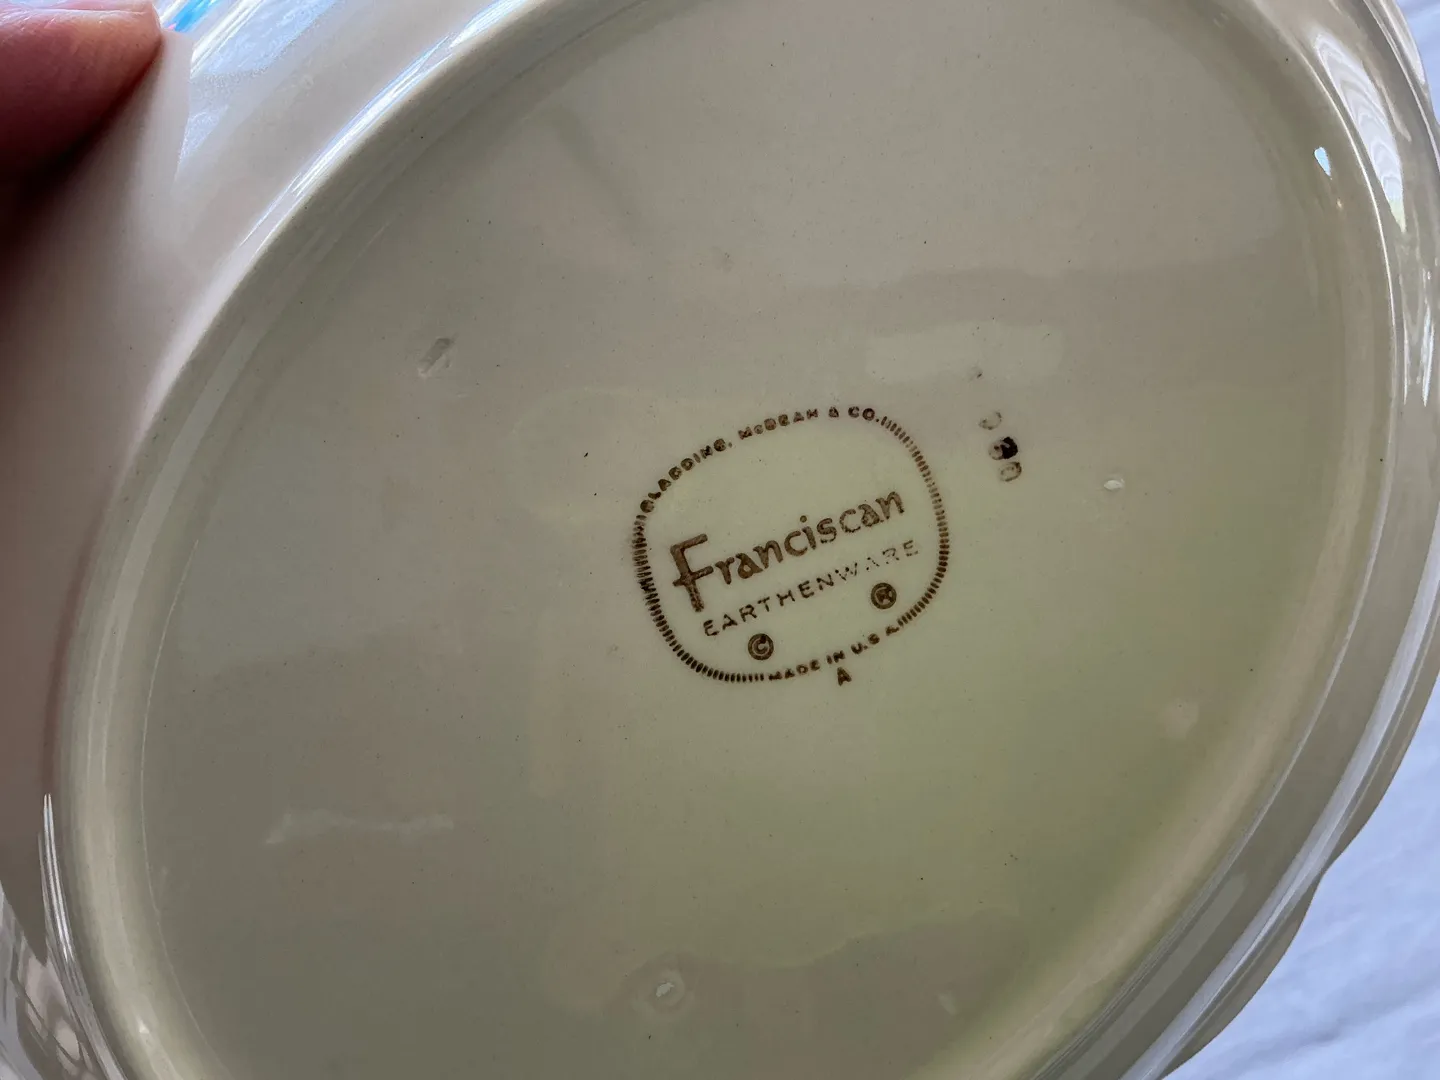 GLADDING, McBEAN & CO.
Franciscan
EARTHENWARE
© ®
MADE IN U.S.A.
A